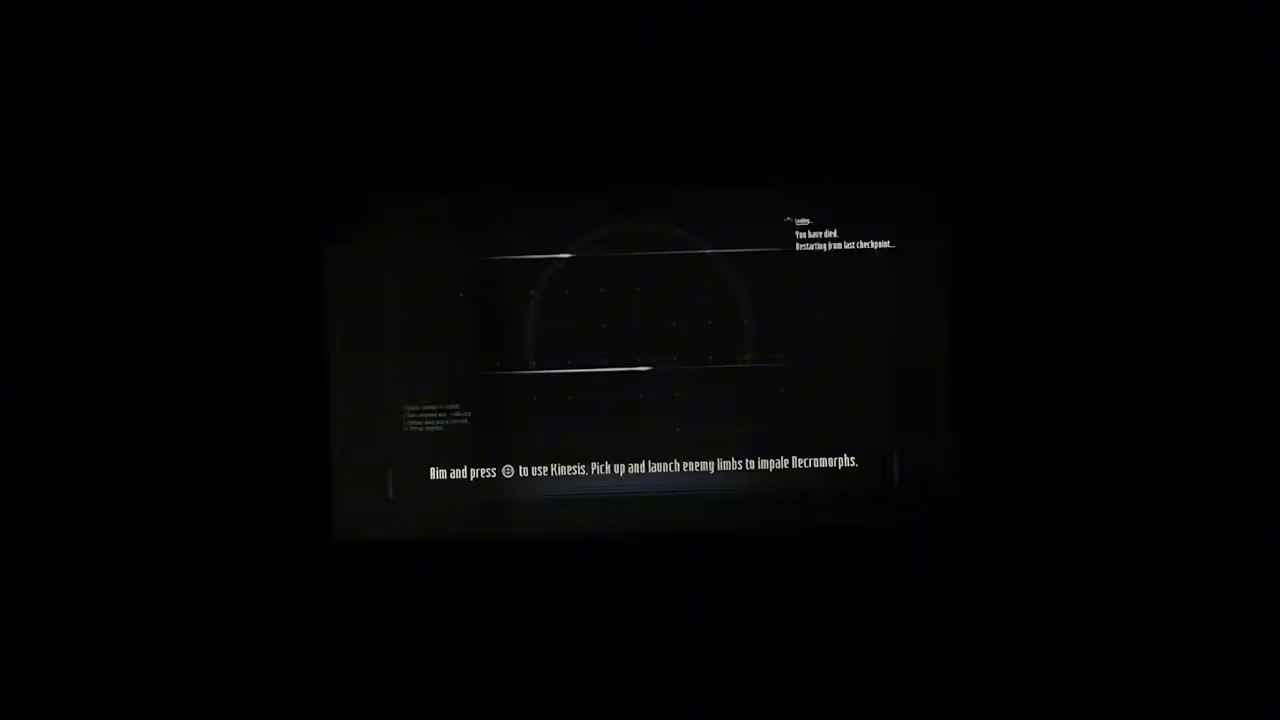 Loading...
You have died.
Restarting from last checkpoint...
Aim and press Ⓑ to use Kinesis. Pick up and launch enemy limbs to impale Necromorphs.